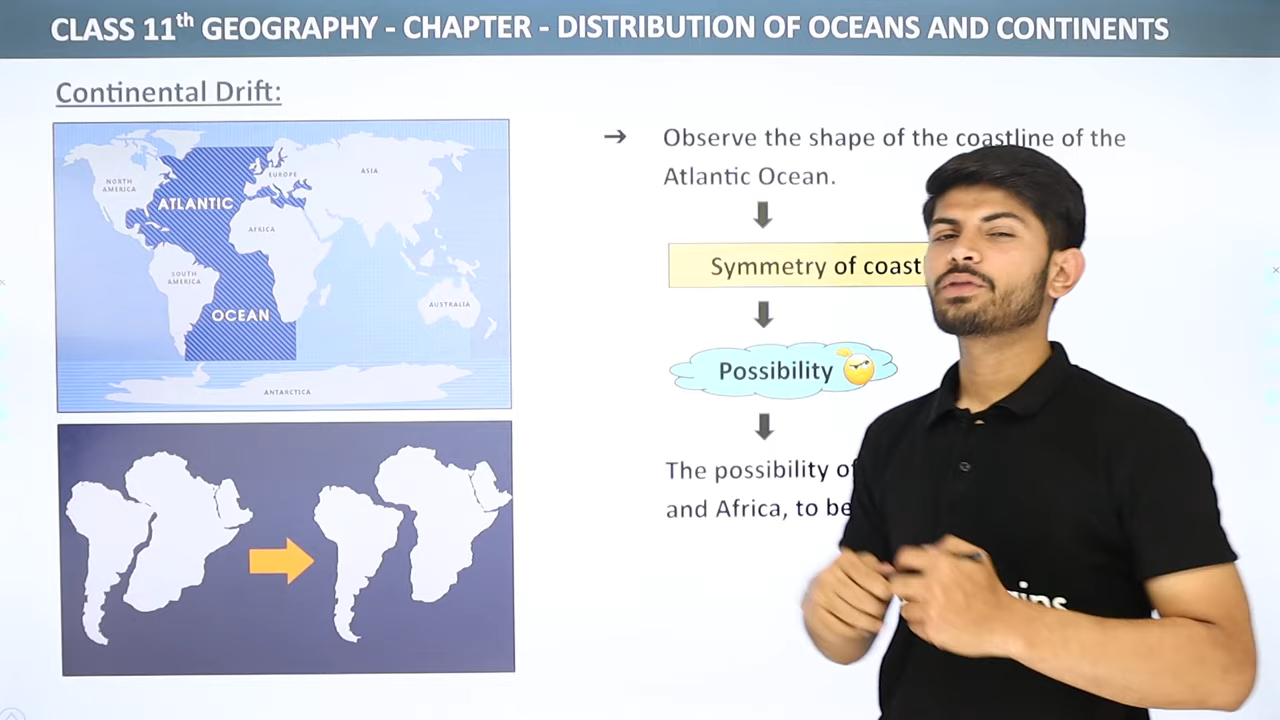 CLASS 11th GEOGRAPHY - CHAPTER - DISTRIBUTION OF OCEANS AND CONTINENTS
Continental Drift:
NORTH
AMERICA
EUROPE
ASIA
ATLANTIC
AFRICA
SOUTH
AMERICA
AUSTRALIA
OCEAN
ANTARCTICA
→ Observe the shape of the coastline of the
Atlantic Ocean.
Symmetry of coast
Possibility
The possibility of
and Africa, to be